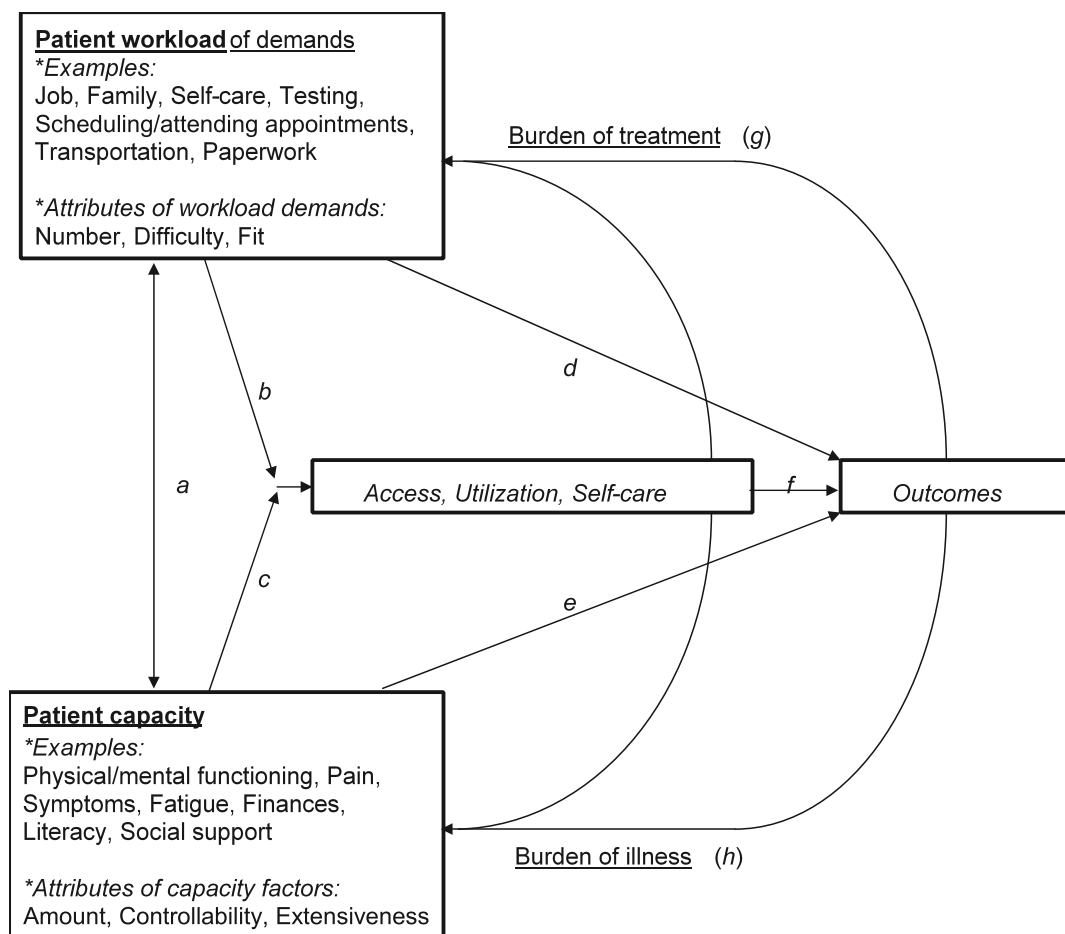 Patient workload of demands
*Examples:
Job, Family, Self-care, Testing,
Scheduling/attending appointments,
Transportation, Paperwork
*Attributes of workload demands:
Number, Difficulty, Fit
Burden of treatment (g)
b
d
a
Access, Utilization, Self-care
f
Outcomes
c
e
Patient capacity
*Examples:
Physical/mental functioning, Pain,
Symptoms, Fatigue, Finances,
Literacy, Social support
*Attributes of capacity factors:
Amount, Controllability, Extensiveness
Burden of illness (h)